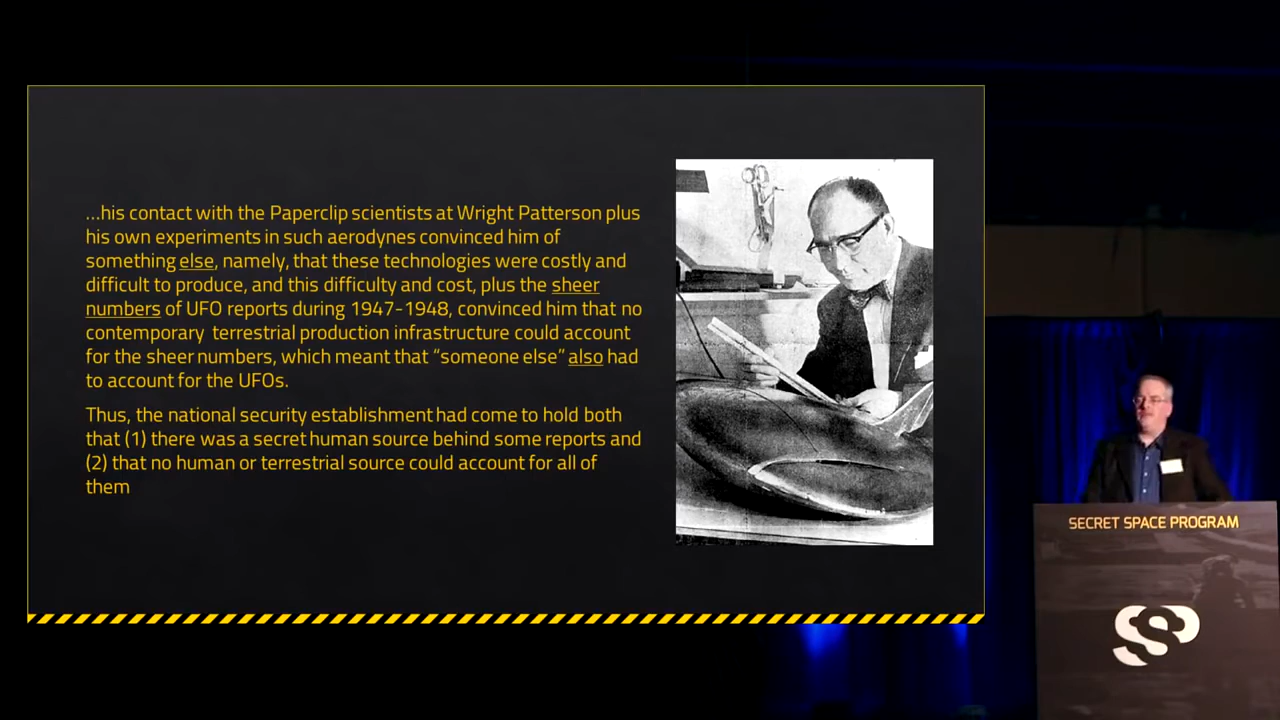 ...his contact with the Paperclip scientists at Wright Patterson plus
his own experiments in such aerodynes convinced him of
something else, namely, that these technologies were costly and
difficult to produce, and this difficulty and cost, plus the sheer
numbers of UFO reports during 1947-1948, convinced him that no
contemporary terrestrial production infrastructure could account
for the sheer numbers, which meant that “someone else” also had
to account for the UFOs.
Thus, the national security establishment had come to hold both
that (1) there was a secret human source behind some reports and
(2) that no human or terrestrial source could account for all of
them
SECRET SPACE PROGRAM
SSP